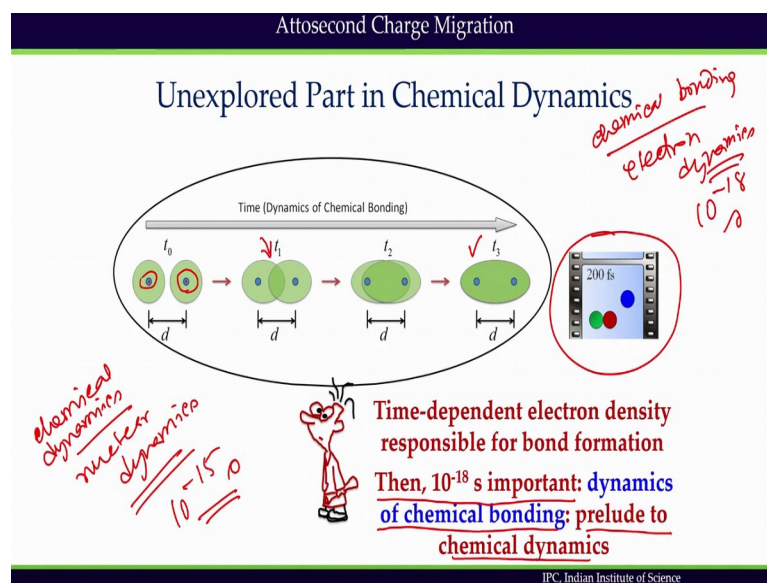 Attosecond Charge Migration
Unexplored Part in Chemical Dynamics
chemical bonding
electron
dynamics
10-18
s
Time (Dynamics of Chemical Bonding)
t0 t1 t2 t3
200 fs
d d d d
chemical
dynamics
nuclear
dynamics
10-15 s
Time-dependent electron density
responsible for bond formation
Then, 10-18 s important: dynamics
of chemical bonding: prelude to
chemical dynamics
IPC, Indian Institute of Science